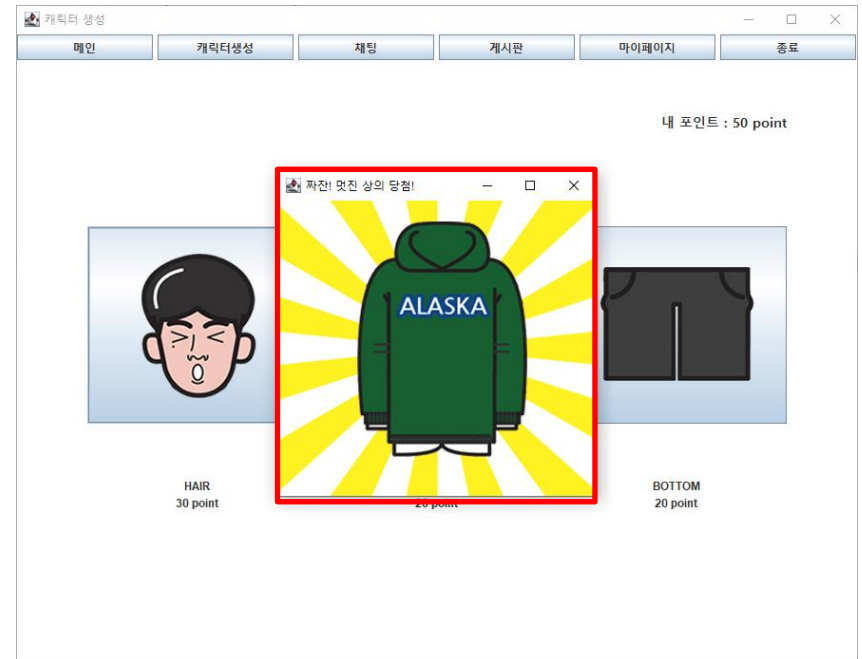 캐릭터 생성
메인 캐릭터생성 채팅 게시판 마이페이지 종료
내 포인트 : 50 point
짜잔! 멋진 상의 당첨!
ALASKA
HAIR
30 point
BOTTOM
20 point